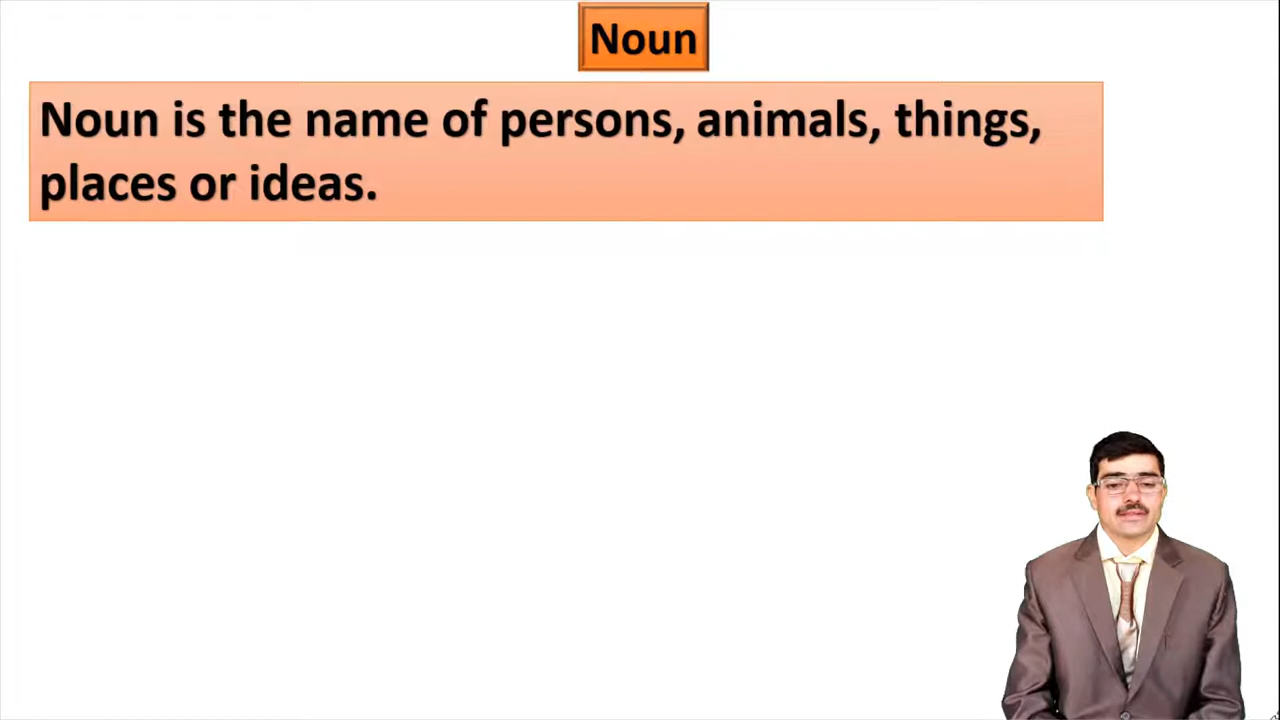 Noun
Noun is the name of persons, animals, things,
places or ideas.